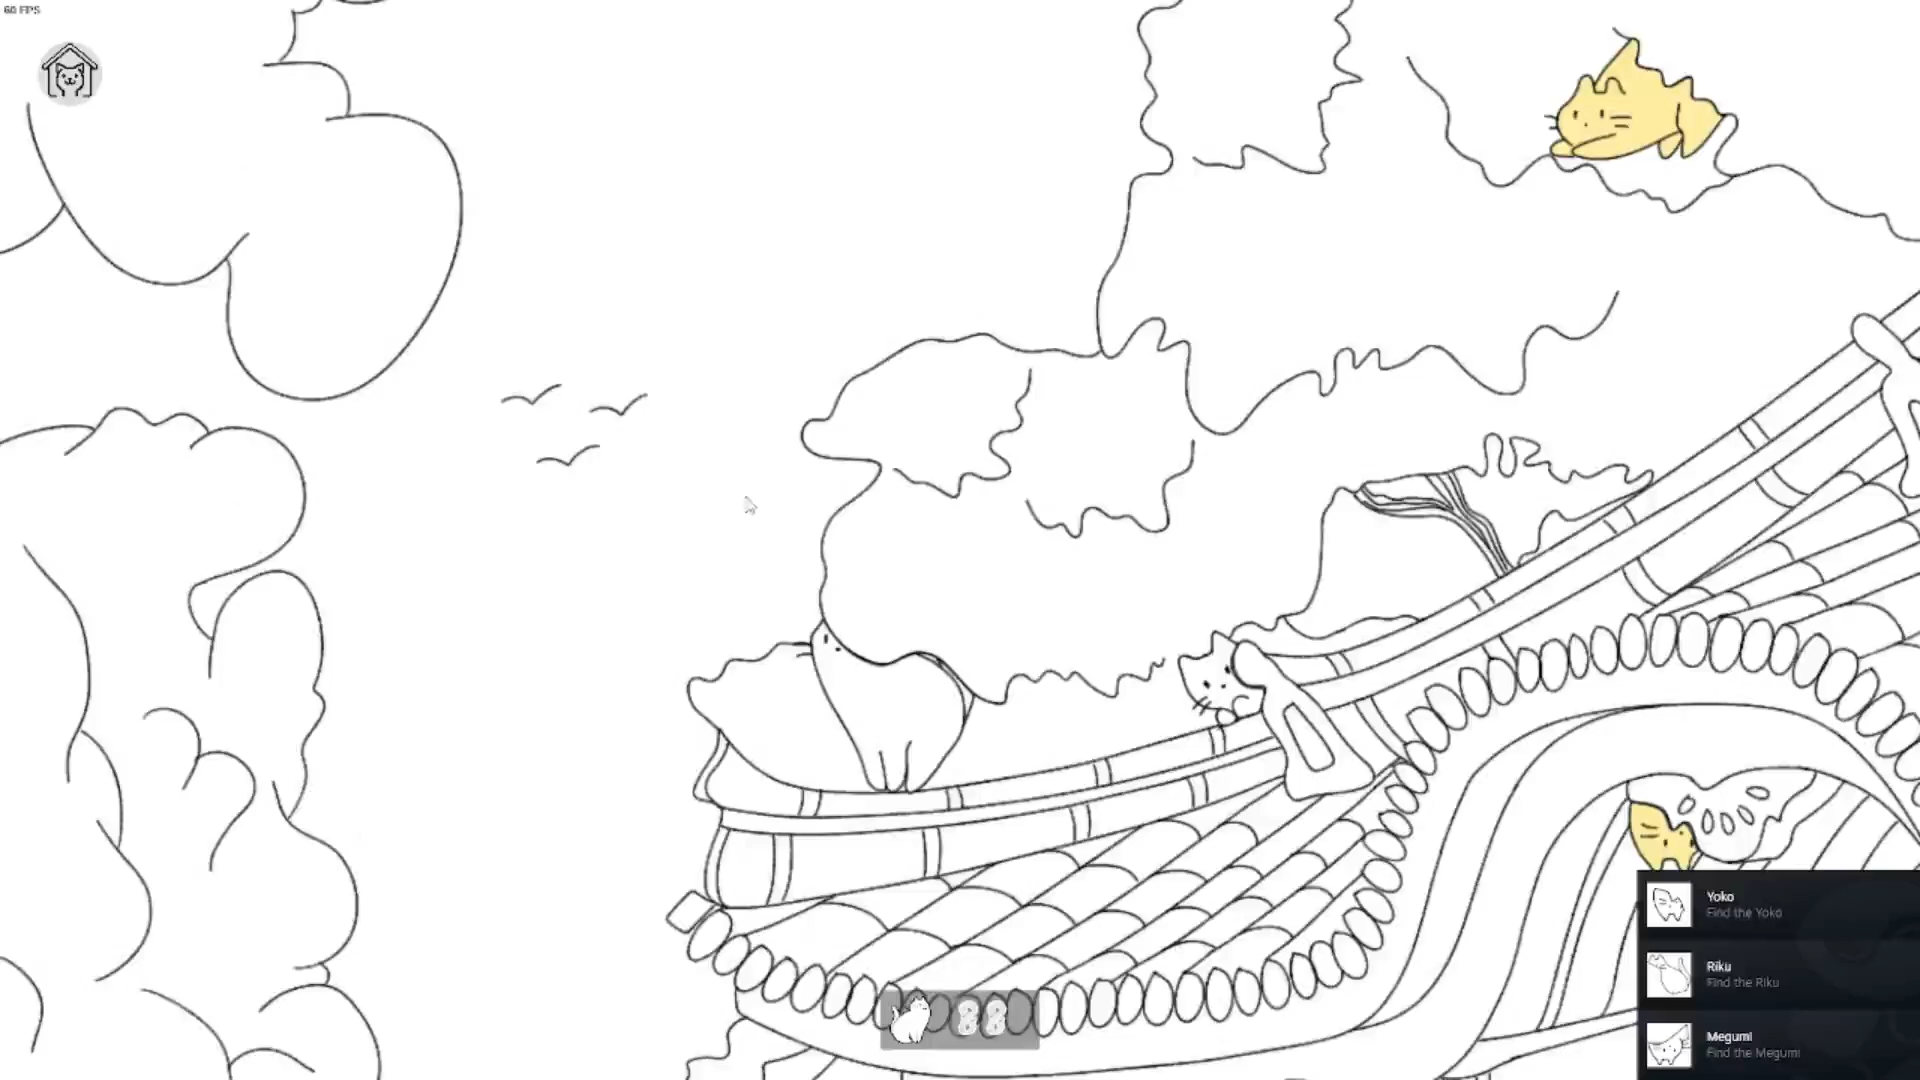 60 FPS
88
Yoko
Find the Yoko
Riku
Find the Riku
Megumi
Find the Megumi